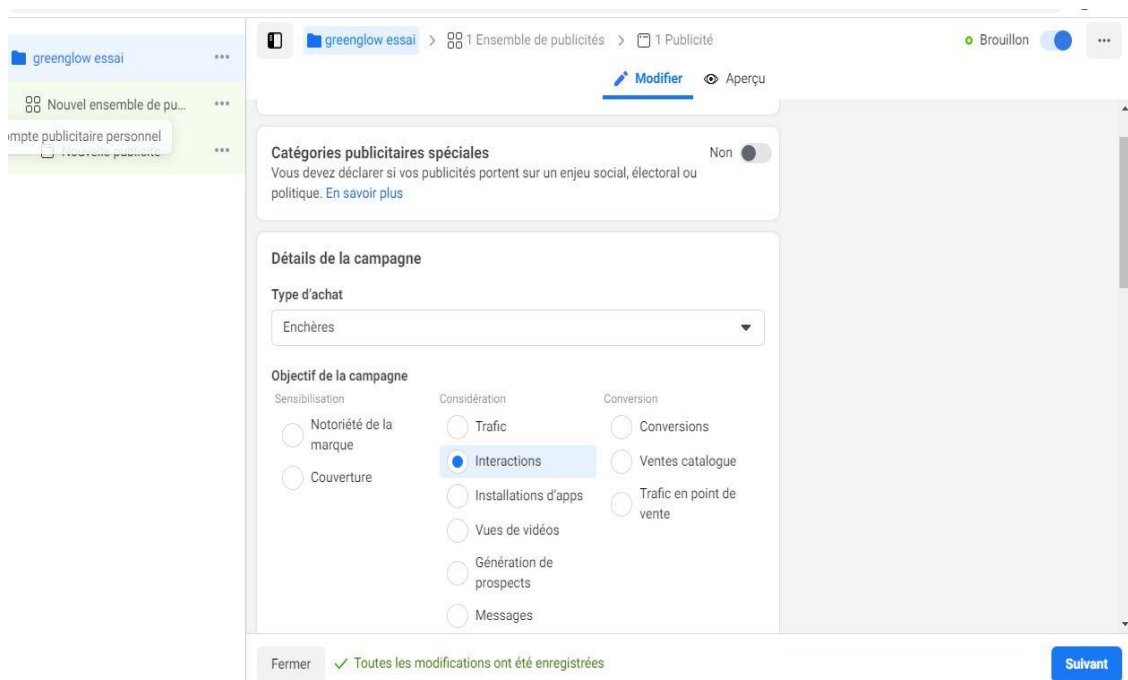 greenglow essai
Nouvel ensemble de pu...
ompte publicitaire personnel
Nouvelle publicité
greenglow essai > 1 Ensemble de publicités > 1 Publicité
Brouillon
Modifier
Aperçu
Catégories publicitaires spéciales
Non
Vous devez déclarer si vos publicités portent sur un enjeu social, électoral ou
politique. En savoir plus
Détails de la campagne
Type d'achat
Enchères
Objectif de la campagne
Sensibilisation
Notoriété de la
marque
Couverture
Considération
Trafic
Interactions
Installations d'apps
Vues de vidéos
Génération de
prospects
Messages
Conversion
Conversions
Ventes catalogue
Trafic en point de
vente
Fermer
Toutes les modifications ont été enregistrées
Suivant